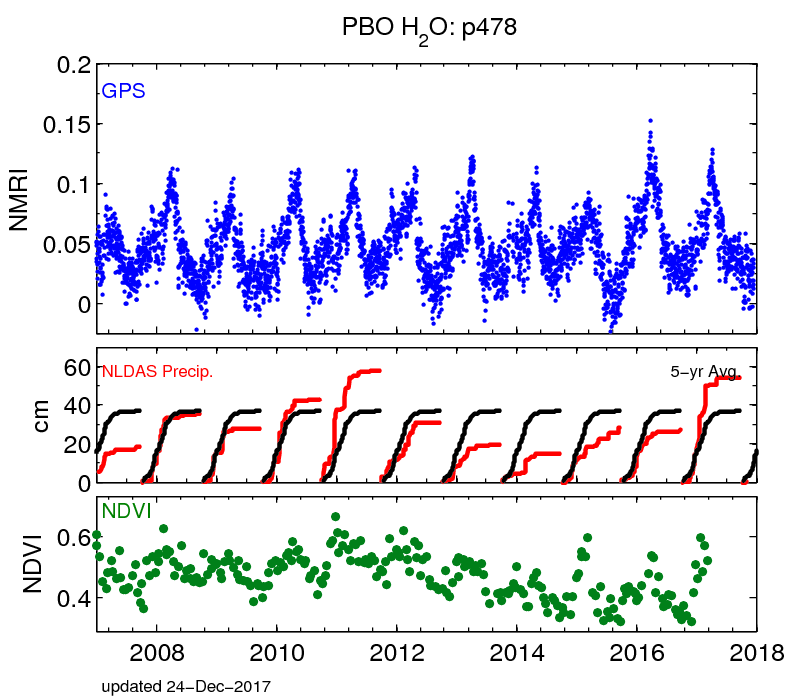 PBO H2O: p478
0.2
GPS
0.15
0.1
NMRI
0.05
0
60
NLDAS Precip.
5−yr Avg.
40
cm
20
0
NDVI
0.6
NDVI
0.4
2008 2010 2012 2014 2016 2018
updated 24−Dec−2017